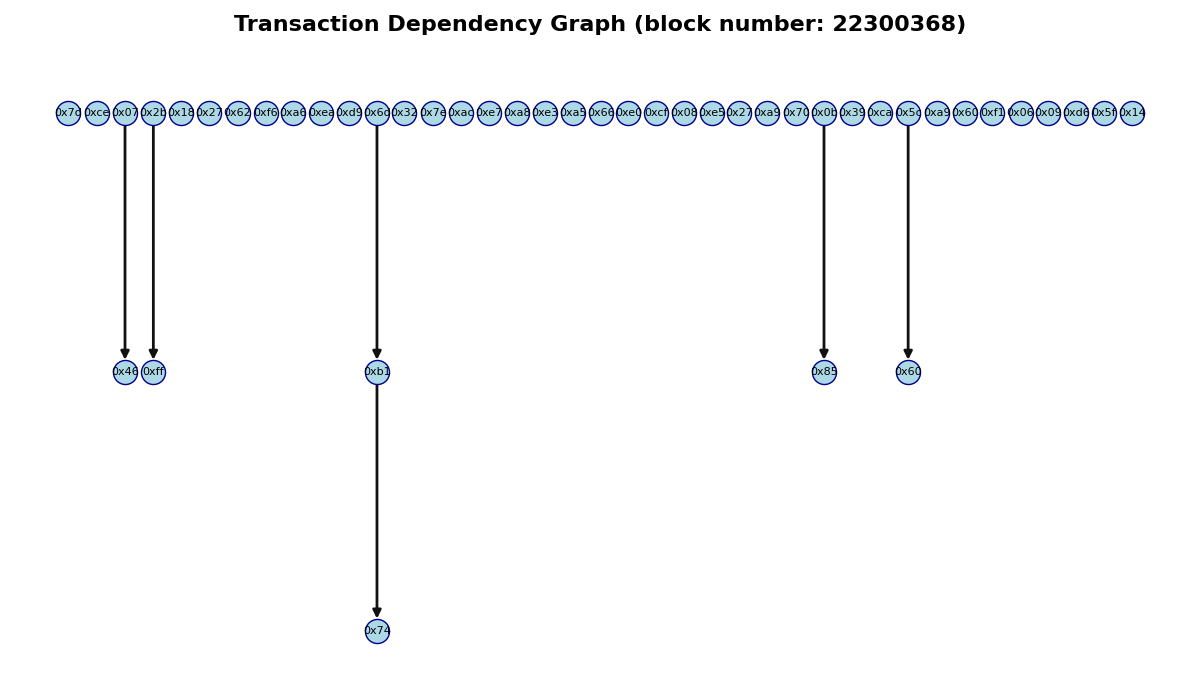 Transaction Dependency Graph (block number: 22300368)
0x7d 0xce 0x07 0x2b 0x18 0x27 0x62 0xf6 0xa6 0xea 0xd9 0x6d 0x32 0x7e 0xac 0xe7 0xa8 0xe3 0xa5 0x66 0xe0 0xcf 0x08 0xe5 0x27 0xa9 0x70 0x0b 0x39 0xca 0x5c 0xa9 0x60 0xf1 0x06 0x09 0xd6 0x5f 0x14
0x46 0xff 0xb1 0x85 0x60
0x74